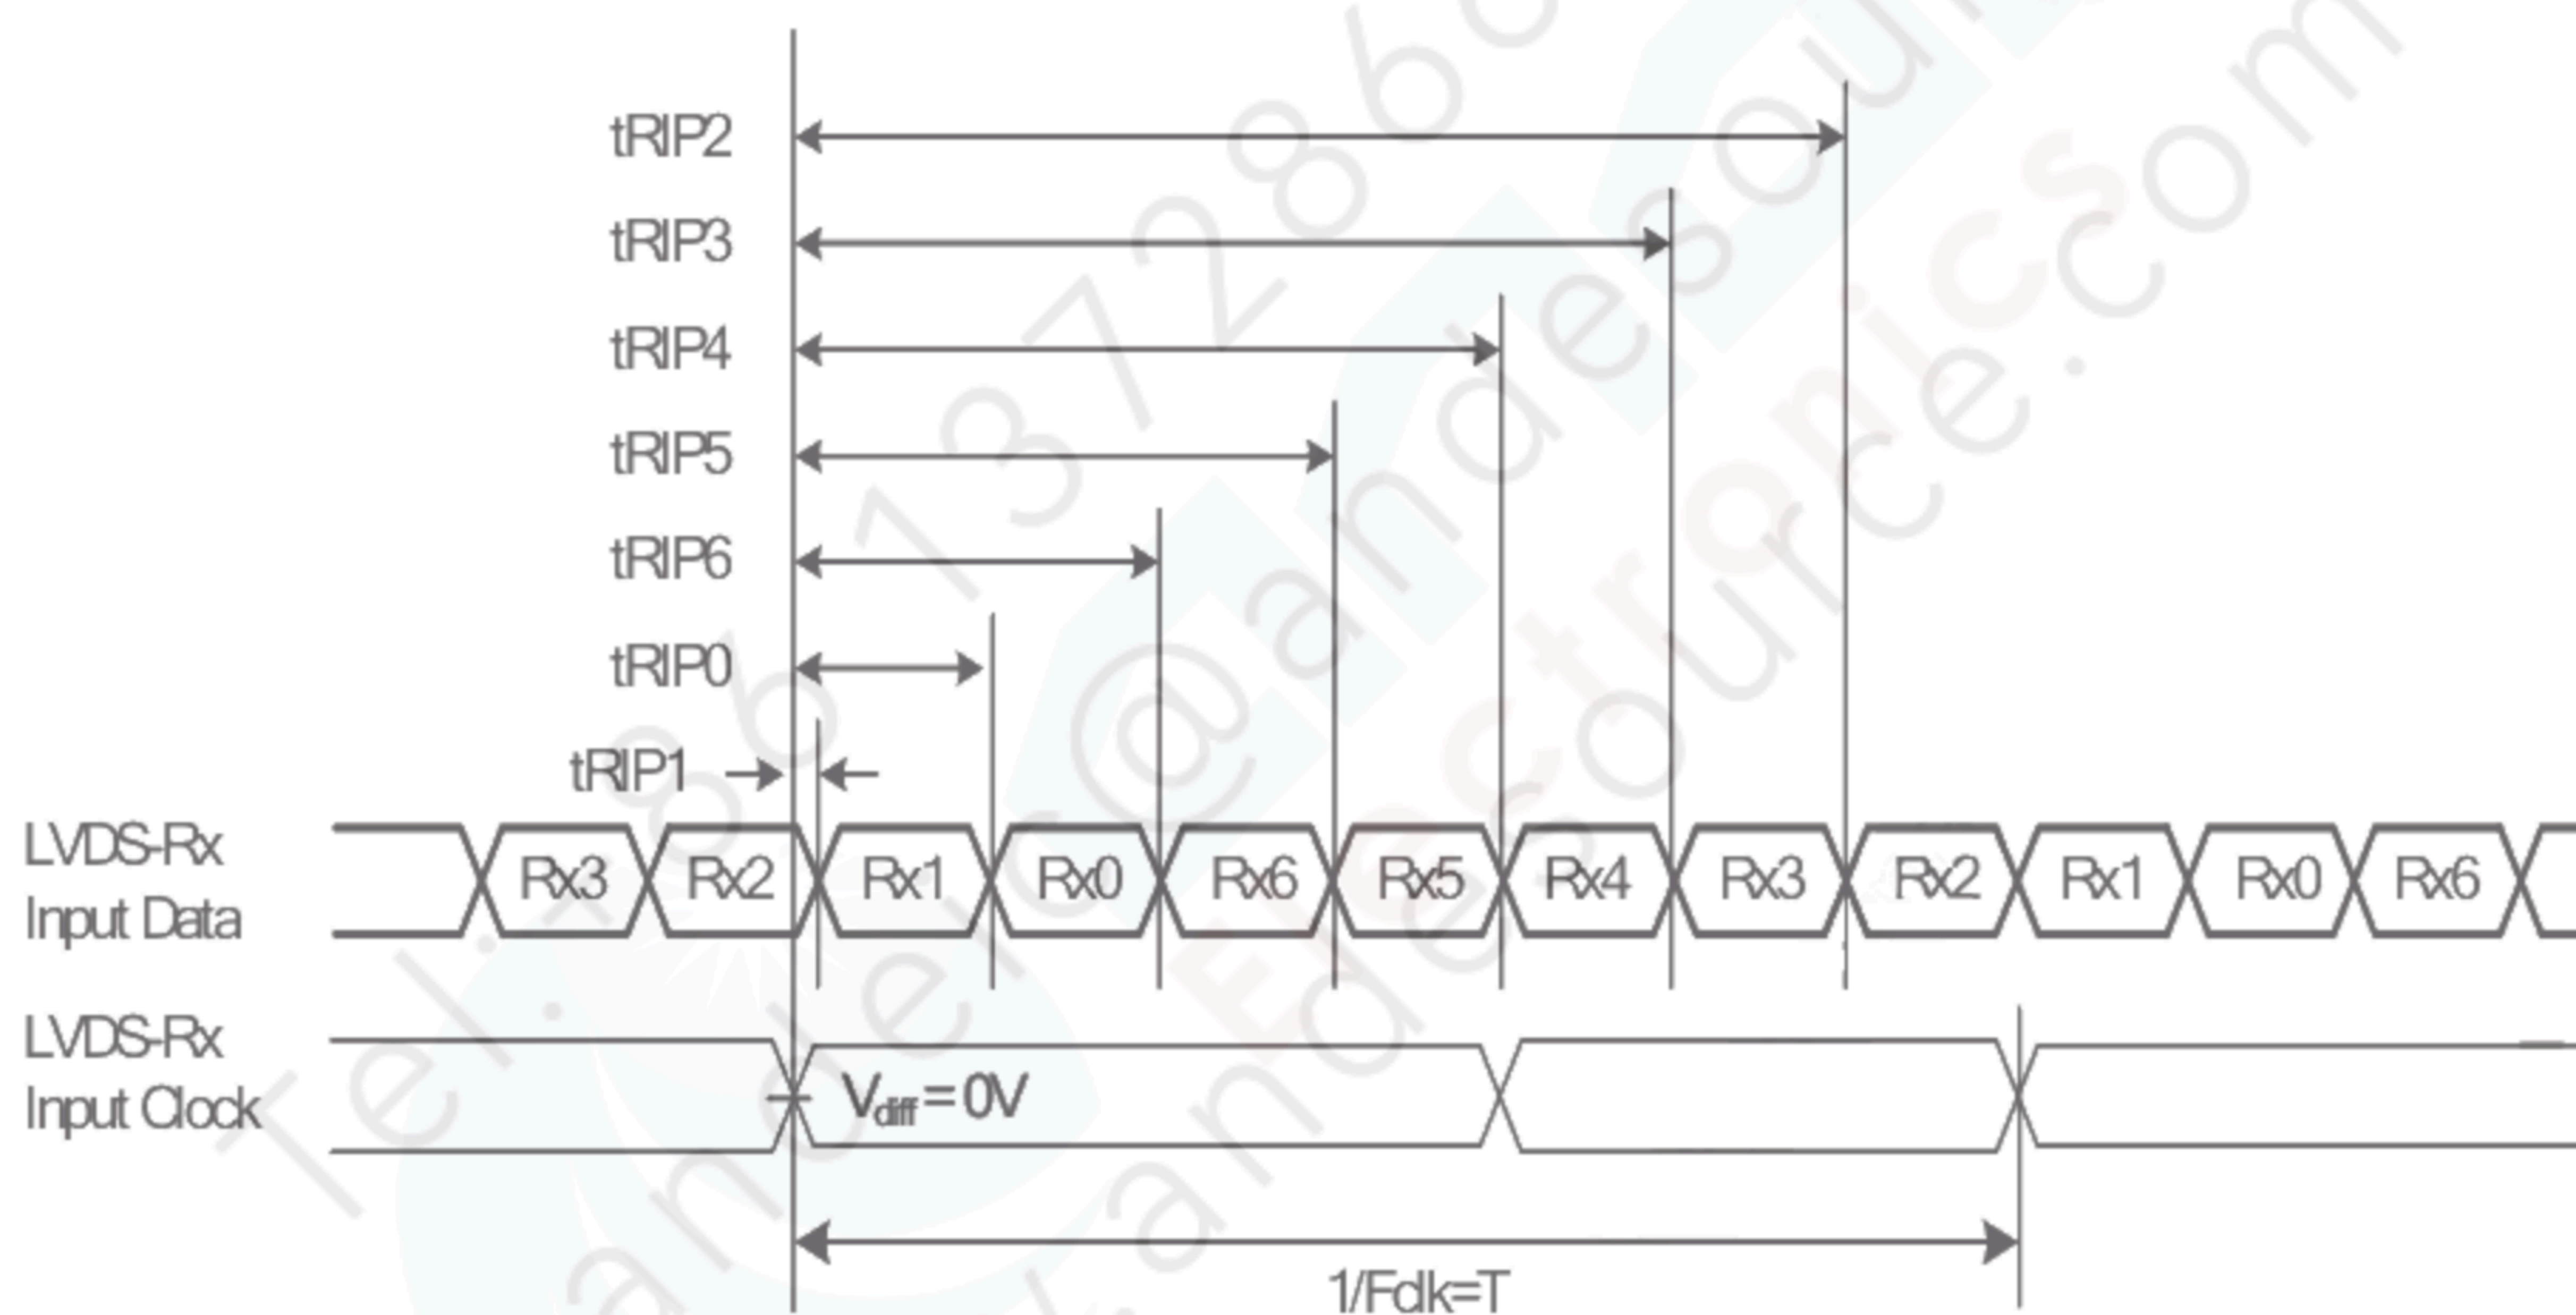 tRIP2
tRIP3
tRIP4
tRIP5
tRIP6
tRIP0
tRIP1
LVDS-Rx
Input Data
Rx3 Rx2 Rx1 Rx0 Rx6 Rx5 Rx4 Rx3 Rx2 Rx1 Rx0 Rx6
LVDS-Rx
Input Clock
Vdiff = 0V
1/Fclk=T
Electronics